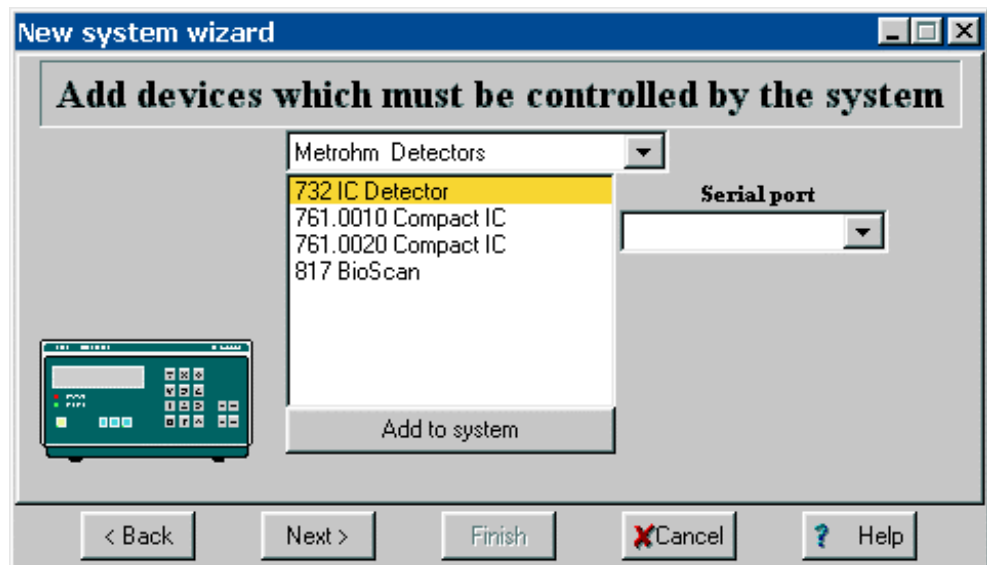 New system wizard
Add devices which must be controlled by the system
Metrohm Detectors
732 IC Detector
761.0010 Compact IC
761.0020 Compact IC
817 BioScan
Serial port
Add to system
< Back
Next >
Finish
Cancel
? Help